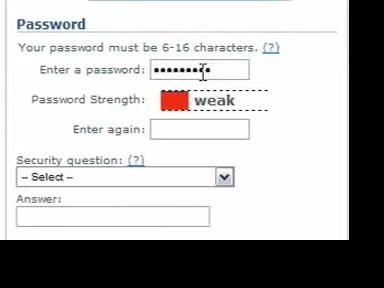 Password
Your password must be 6-16 characters. (?)
Enter a password: ••••••••••
Password Strength: weak
Enter again:
Security question: (?)
-- Select --
Answer: